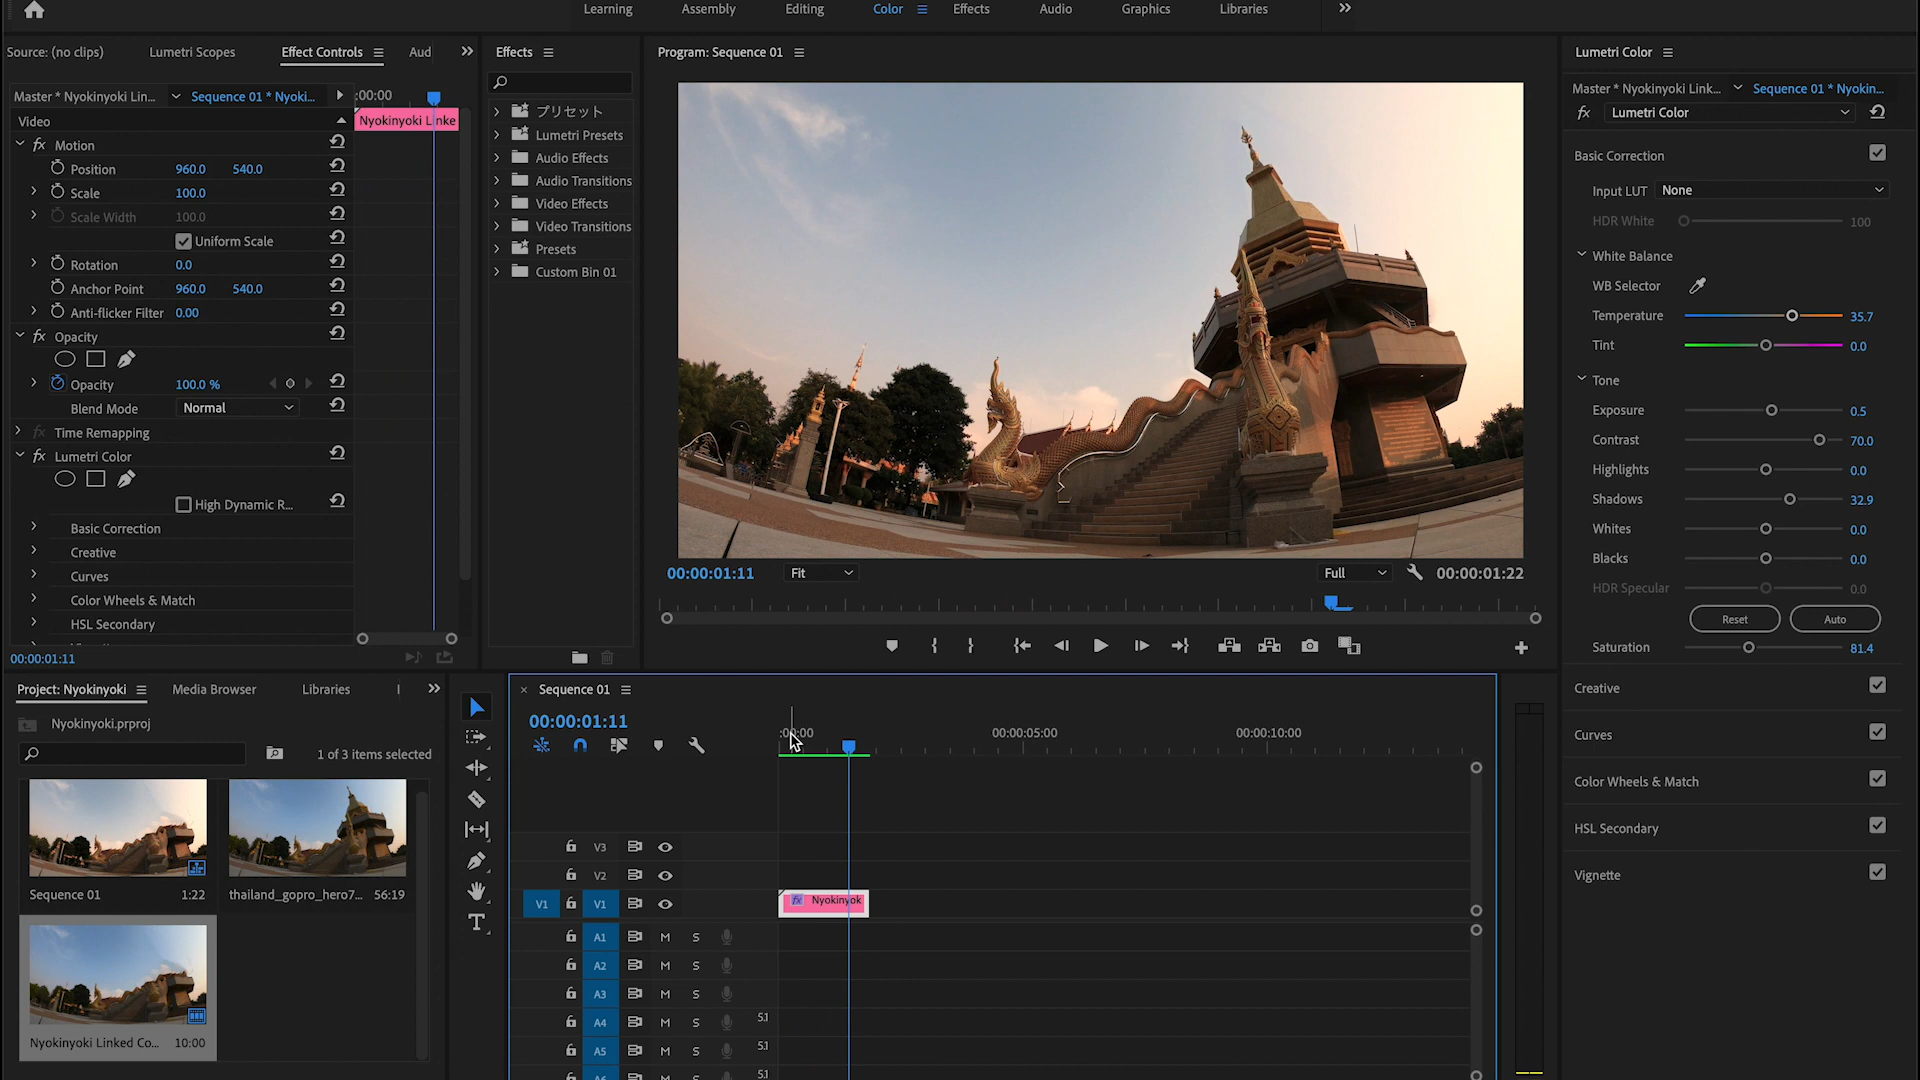 Learning Assembly Editing Color Effects Audio Graphics Libraries
Source: (no clips) Lumetri Scopes Effect Controls Aud
Master * Nyokinyoki Lin... Sequence 01 * Nyoki... :00:00
Video Nyokinyoki Linke
fx Motion
Position 960.0 540.0
Scale 100.0
Scale Width 100.0
Uniform Scale
Rotation 0.0
Anchor Point 960.0 540.0
Anti-flicker Filter 0.00
fx Opacity
Opacity 100.0 %
Blend Mode Normal
fx Time Remapping
fx Lumetri Color
High Dynamic R...
Basic Correction
Creative
Curves
Color Wheels & Match
HSL Secondary
00:00:01:11
Effects
プリセット
Lumetri Presets
Audio Effects
Audio Transitions
Video Effects
Video Transitions
Presets
Custom Bin 01
Program: Sequence 01
00:00:01:11 Fit Full 00:00:01:22
Lumetri Color
Master * Nyokinyoki Link... Sequence 01 * Nyokin...
fx Lumetri Color
Basic Correction
Input LUT None
HDR White 100
White Balance
WB Selector
Temperature 35.7
Tint 0.0
Tone
Exposure 0.5
Contrast 70.0
Highlights 0.0
Shadows 32.9
Whites 0.0
Blacks 0.0
HDR Specular 0.0
Reset Auto
Saturation 81.4
Creative
Curves
Color Wheels & Match
HSL Secondary
Vignette
Project: Nyokinyoki Media Browser Libraries
Nyokinyoki.prproj
1 of 3 items selected
Sequence 01 1:22 thailand_gopro_hero7... 56:19
Nyokinyoki Linked Co... 10:00
Sequence 01
00:00:01:11
:00:00 00:00:05:00 00:00:10:00
V3
V2
V1 V1 fx Nyokinyok
A1 M S
A2 M S
A3 M S
A4 M S 5.1
A5 M S 5.1
A6 M S 5.1